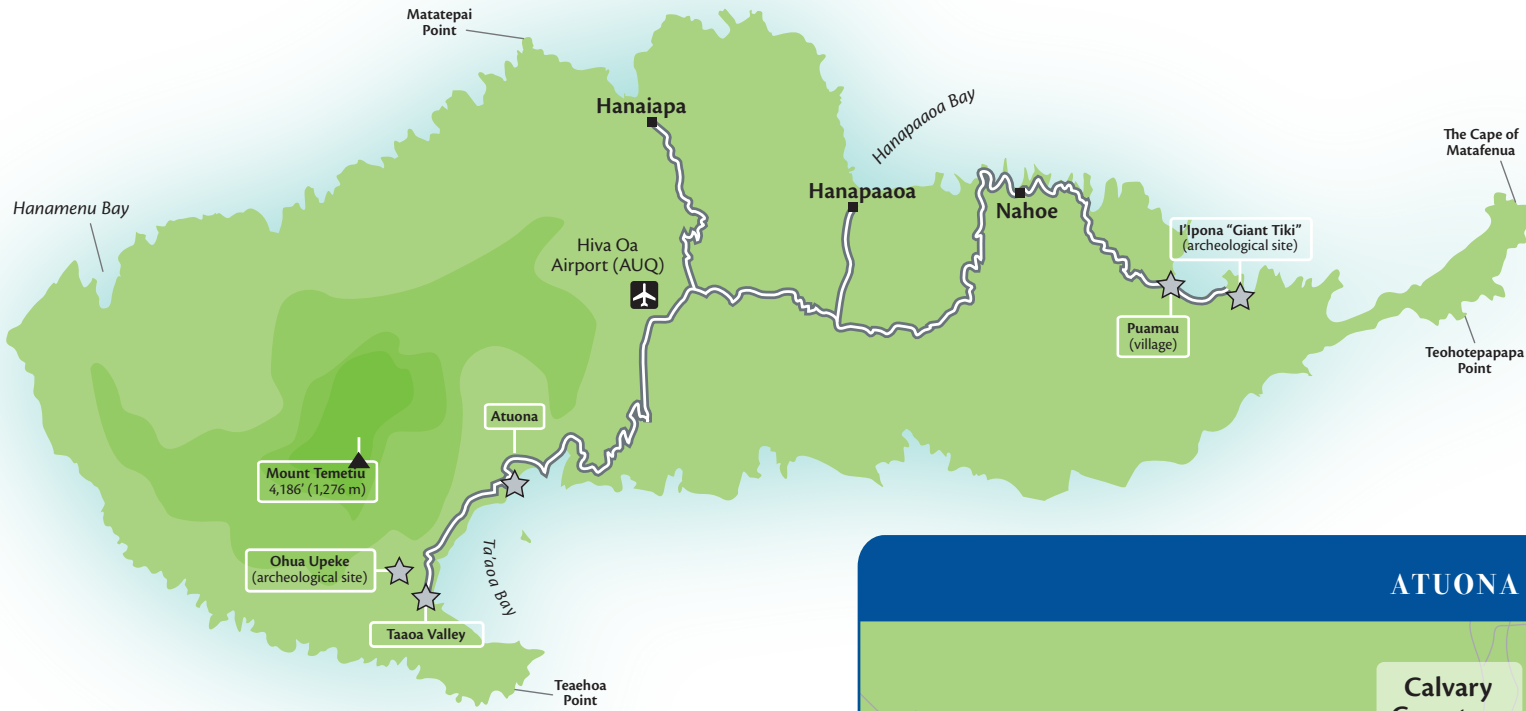 Matatepai
Point
Hanaiapa
Hanapaaoa Bay
The Cape of
Matafenua
Hanamenu Bay
Hanapaaoa
Nahoe
I'Ipona “Giant Tiki”
(archeological site)
Hiva Oa
Airport (AUQ)
Puamau
(village)
Teohotepapapa
Point
Atuona
Mount Temetiu
4,186' (1,276 m)
Ohua Upeke
(archeological site)
Ta'aoa Bay
Taaoa Valley
Teaehoa
Point
ATUONA
Calvary